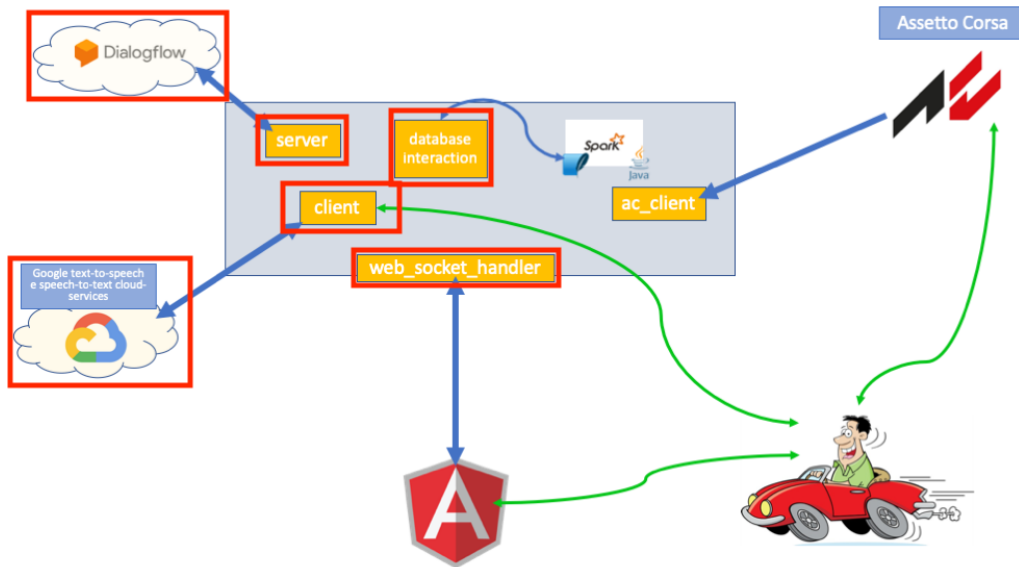 Assetto Corsa
Dialogflow
server
database
interaction
Spark
Java
client
ac_client
web_socket_handler
Google text-to-speech
e speech-to-text cloud-
services
A